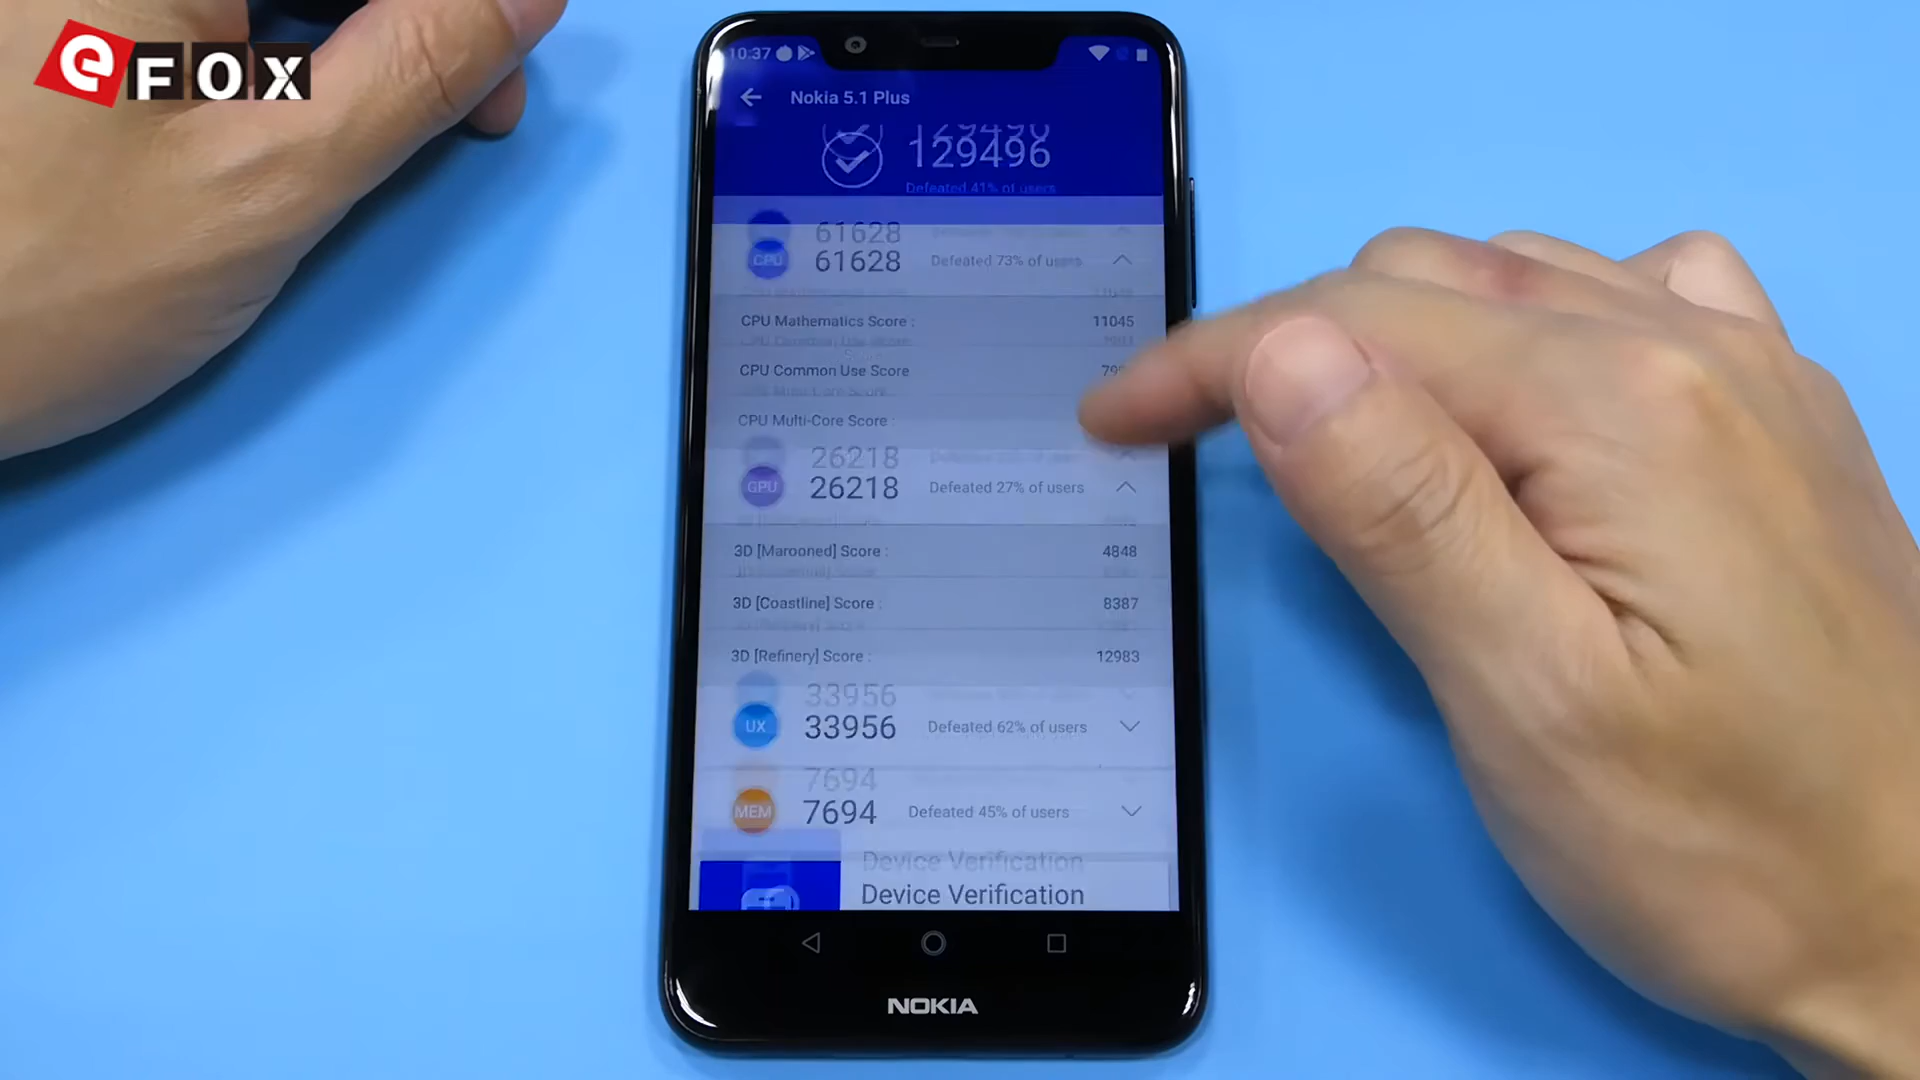 eFOX
10:37
Nokia 5.1 Plus
129496
Defeated 41% of users
CPU 61628 Defeated 73% of users
CPU Mathematics Score : 11045
CPU Common Use Score
CPU Multi-Core Score :
GPU 26218 Defeated 27% of users
3D [Marooned] Score : 4848
3D [Coastline] Score : 8387
3D [Refinery] Score : 12983
UX 33956 Defeated 62% of users
MEM 7694 Defeated 45% of users
Device Verification
NOKIA